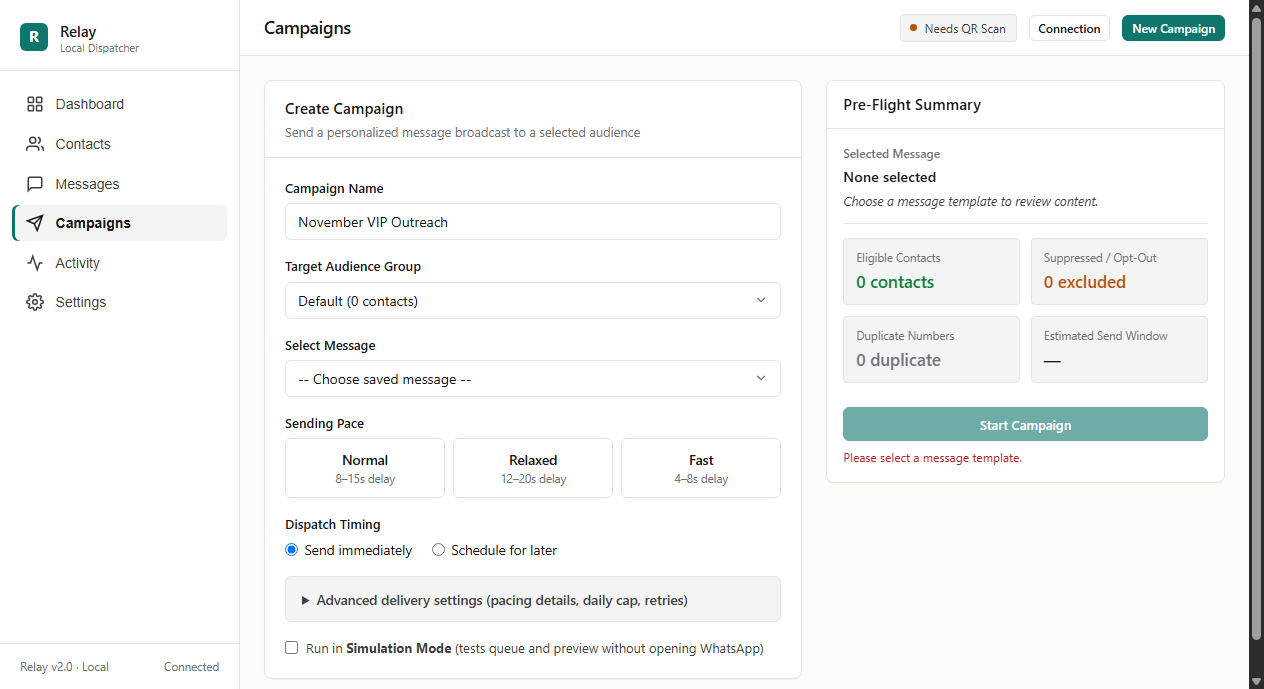 R
Relay
Local Dispatcher
Dashboard
Contacts
Messages
Campaigns
Activity
Settings
Relay v2.0 · Local
Connected
Campaigns
Needs QR Scan
Connection
New Campaign
Create Campaign
Send a personalized message broadcast to a selected audience
Campaign Name
November VIP Outreach
Target Audience Group
Default (0 contacts)
Select Message
-- Choose saved message --
Sending Pace
Normal
8–15s delay
Relaxed
12–20s delay
Fast
4–8s delay
Dispatch Timing
Send immediately
Schedule for later
Advanced delivery settings (pacing details, daily cap, retries)
Run in Simulation Mode (tests queue and preview without opening WhatsApp)
Pre-Flight Summary
Selected Message
None selected
Choose a message template to review content.
Eligible Contacts
0 contacts
Suppressed / Opt-Out
0 excluded
Duplicate Numbers
0 duplicate
Estimated Send Window
—
Start Campaign
Please select a message template.